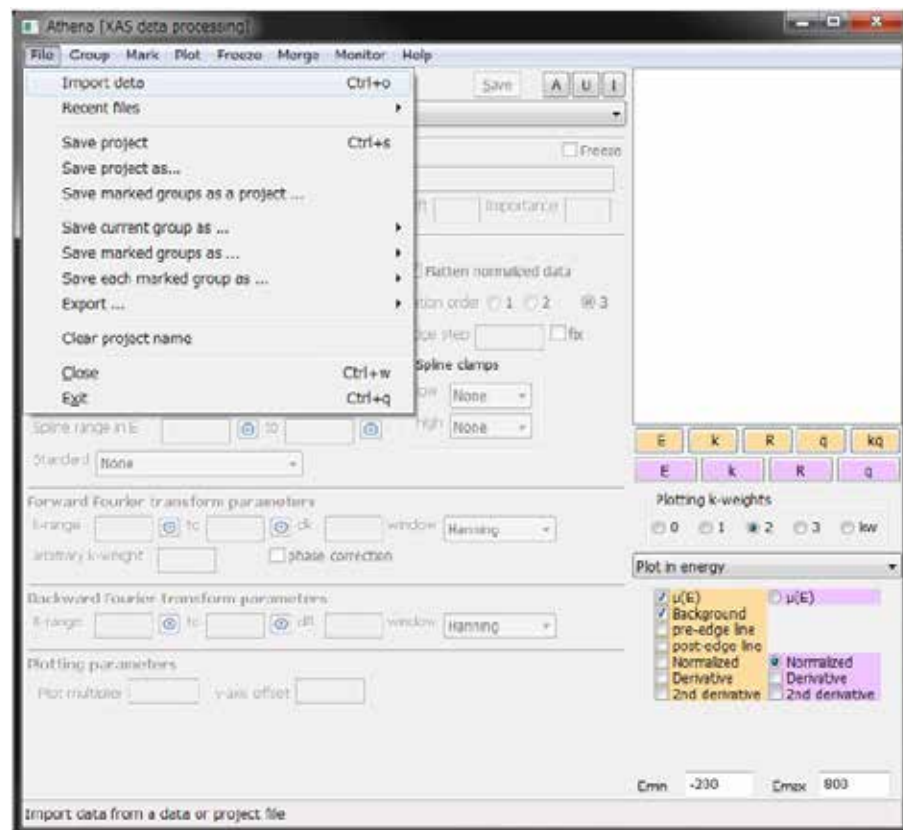 Athena [XAS data processing]
File Group Mark Plot Freeze Merge Monitor Help
Import data Ctrl+o
Recent files
Save project Ctrl+s
Save project as...
Save marked groups as a project ...
Save current group as ...
Save marked groups as ...
Save each marked group as ...
Export ...
Clear project name
Close Ctrl+w
Exit Ctrl+q
Save A U I
Freeze
Importance
Flatten normalized data
order 1 2 3
step fix
Spline clamps
low None
high None
Spline range in E to
Standard None
Forward Fourier transform parameters
k-range to dk window Hanning
arbitrary k-weight phase correction
Backward Fourier transform parameters
R-range to dR window Hanning
Plotting parameters
Plot multiplier y-axis offset
E k R q kq
E k R q
Plotting k-weights
0 1 2 3 kw
Plot in energy
μ(E) μ(E)
Background
pre-edge line
post-edge line
Normalized Normalized
Derivative Derivative
2nd derivative 2nd derivative
Emin -200 Emax 800
Import data from a data or project file